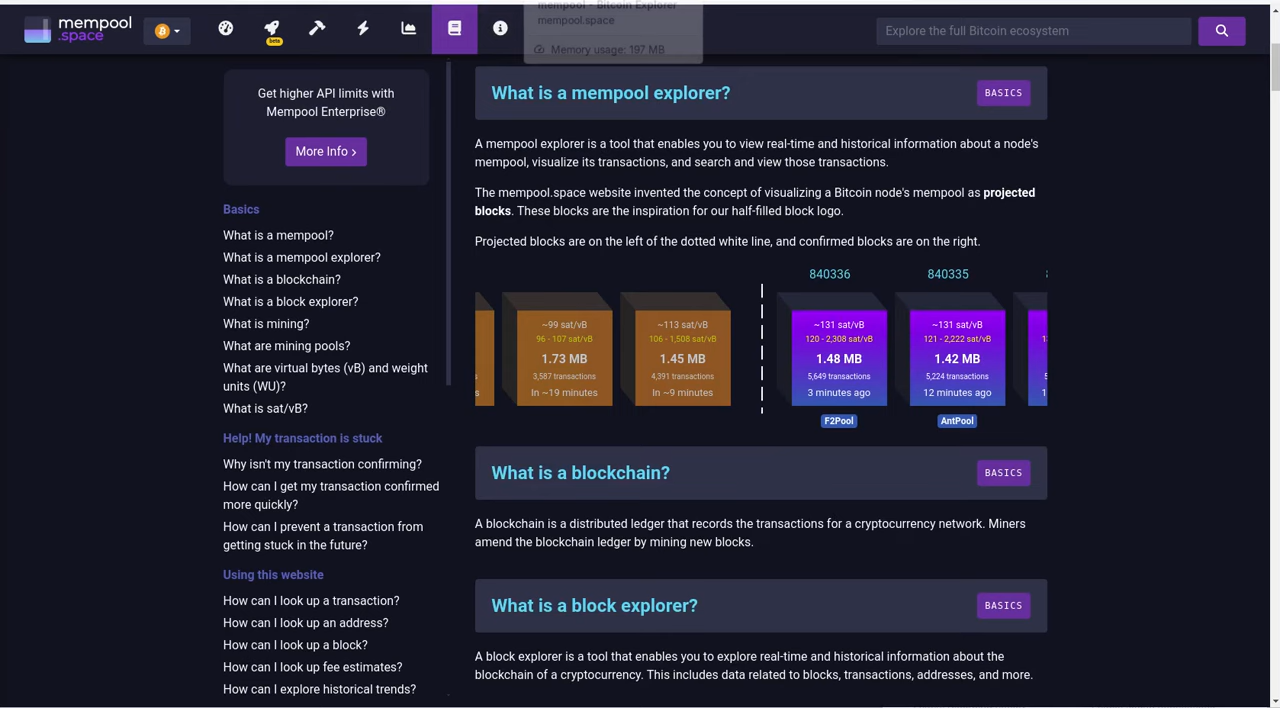 mempool - Bitcoin Explorer
mempool.space
Memory usage: 197 MB
mempool
.space
beta
Explore the full Bitcoin ecosystem
Get higher API limits with
Mempool Enterprise®
More Info
Basics
What is a mempool?
What is a mempool explorer?
What is a blockchain?
What is a block explorer?
What is mining?
What are mining pools?
What are virtual bytes (vB) and weight
units (WU)?
What is sat/vB?
Help! My transaction is stuck
Why isn't my transaction confirming?
How can I get my transaction confirmed
more quickly?
How can I prevent a transaction from
getting stuck in the future?
Using this website
How can I look up a transaction?
How can I look up an address?
How can I look up a block?
How can I look up fee estimates?
How can I explore historical trends?
What is a mempool explorer?
BASICS
A mempool explorer is a tool that enables you to view real-time and historical information about a node's
mempool, visualize its transactions, and search and view those transactions.
The mempool.space website invented the concept of visualizing a Bitcoin node's mempool as projected
blocks. These blocks are the inspiration for our half-filled block logo.
Projected blocks are on the left of the dotted white line, and confirmed blocks are on the right.
~99 sat/vB
96 - 107 sat/vB
1.73 MB
3,587 transactions
In ~19 minutes
~113 sat/vB
106 - 1,508 sat/vB
1.45 MB
4,391 transactions
In ~9 minutes
840336
~131 sat/vB
120 - 2,308 sat/vB
1.48 MB
5,649 transactions
3 minutes ago
F2Pool
840335
~131 sat/vB
121 - 2,222 sat/vB
1.42 MB
5,224 transactions
12 minutes ago
AntPool
What is a blockchain?
BASICS
A blockchain is a distributed ledger that records the transactions for a cryptocurrency network. Miners
amend the blockchain ledger by mining new blocks.
What is a block explorer?
BASICS
A block explorer is a tool that enables you to explore real-time and historical information about the
blockchain of a cryptocurrency. This includes data related to blocks, transactions, addresses, and more.